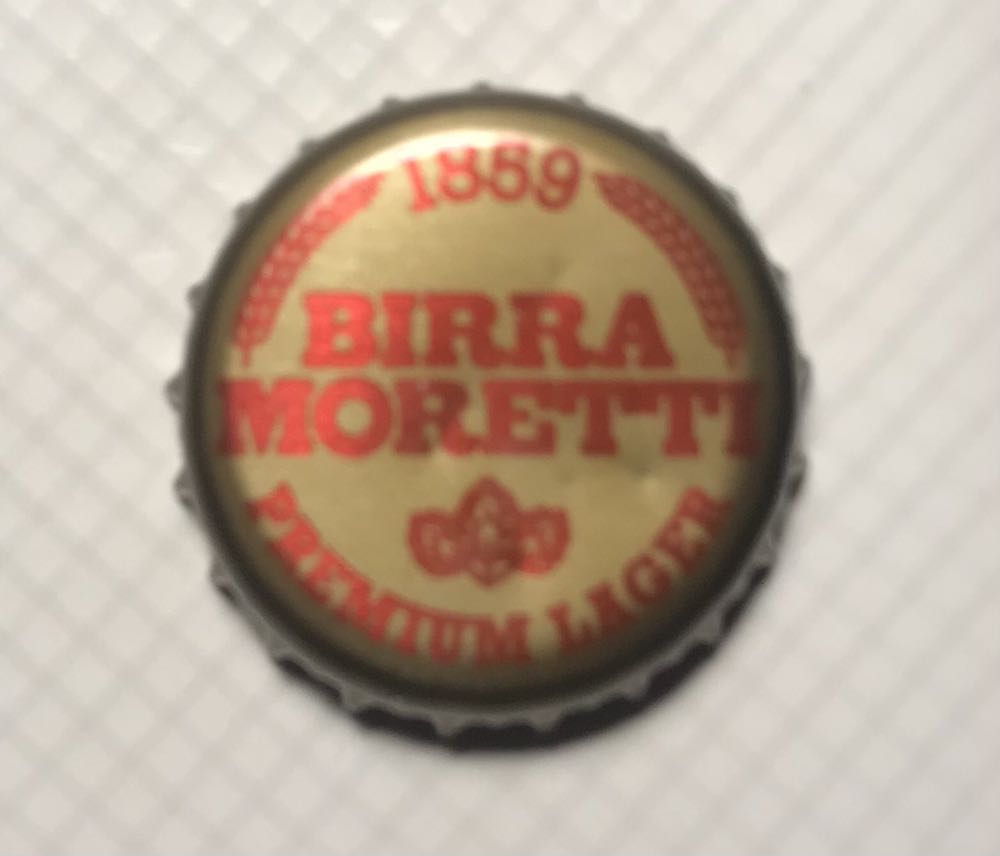 1859
BIRRA
MORETTI
PREMIUM LAGER